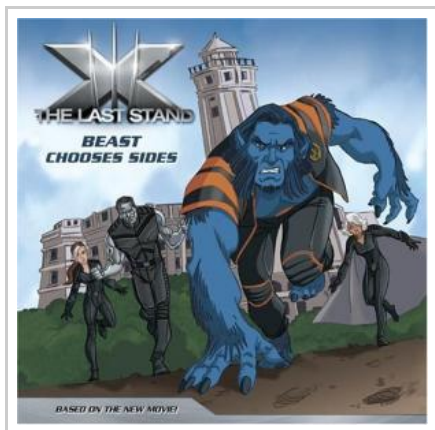 THE LAST STAND
BEAST
CHOOSES SIDES
BASED ON THE NEW MOVIE!